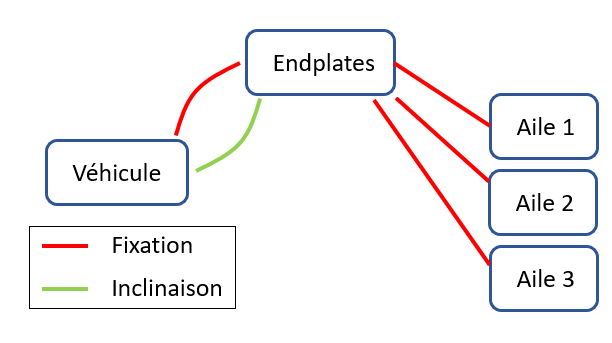 Endplates
Aile 1
Véhicule
Aile 2
Fixation
Aile 3
Inclinaison